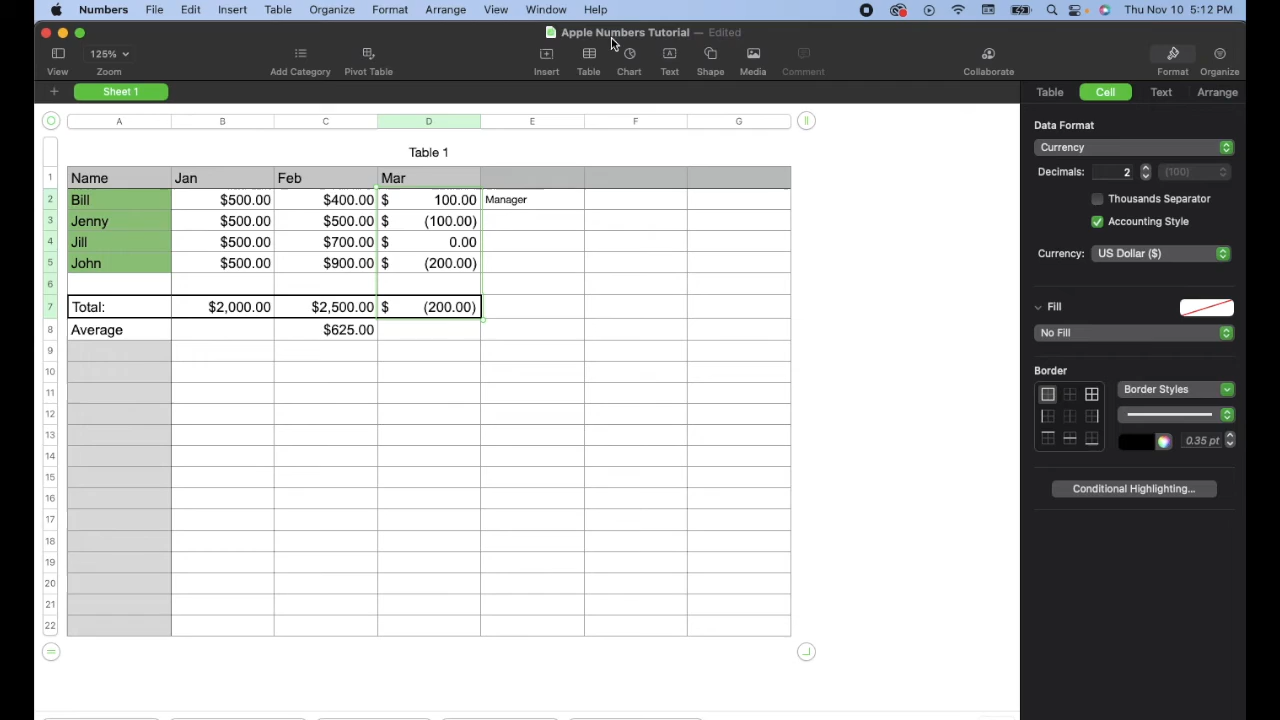 Numbers File Edit Insert Table Organize Format Arrange View Window Help Thu Nov 10 5:12 PM
Apple Numbers Tutorial — Edited
125%
View Zoom Add Category Pivot Table Insert Table Chart Text Shape Media Comment Collaborate Format Organize
+ Sheet 1 Table Cell Text Arrange
A B C D E F G
Table 1
1 Name Jan Feb Mar
2 Bill $500.00 $400.00 $ 100.00 Manager
3 Jenny $500.00 $500.00 $ (100.00)
4 Jill $500.00 $700.00 $ 0.00
5 John $500.00 $900.00 $ (200.00)
6
7 Total: $2,000.00 $2,500.00 $ (200.00)
8 Average $625.00
9
10
11
12
13
14
15
16
17
18
19
20
21
22
Data Format
Currency
Decimals: 2 (100)
Thousands Separator
Accounting Style
Currency: US Dollar ($)
Fill
No Fill
Border
Border Styles
0.35 pt
Conditional Highlighting...